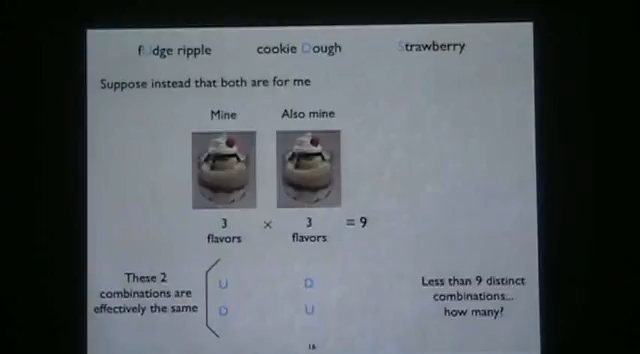 fUdge ripple cookie Dough Strawberry
Suppose instead that both are for me
Mine Also mine
3 × 3 = 9
flavors flavors
These 2
combinations are
effectively the same
U D
D U
Less than 9 distinct
combinations...
how many?
16